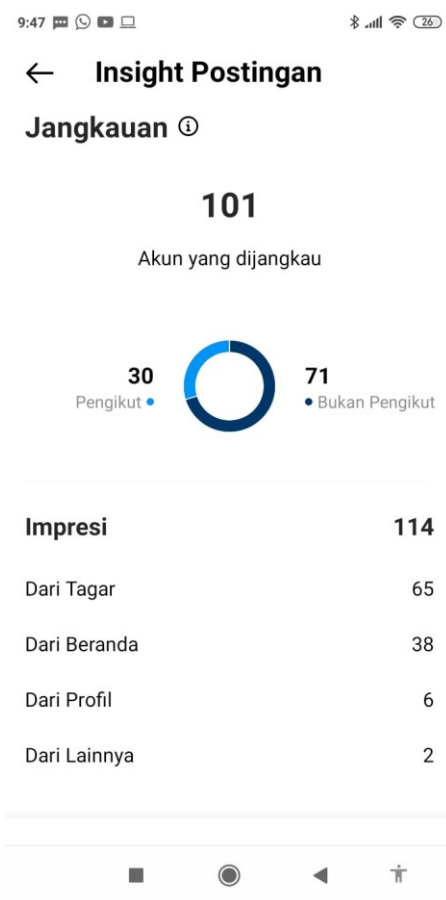 9:47
26
Insight Postingan
Jangkauan
101
Akun yang dijangkau
30
Pengikut
71
Bukan Pengikut
Impresi 114
Dari Tagar 65
Dari Beranda 38
Dari Profil 6
Dari Lainnya 2